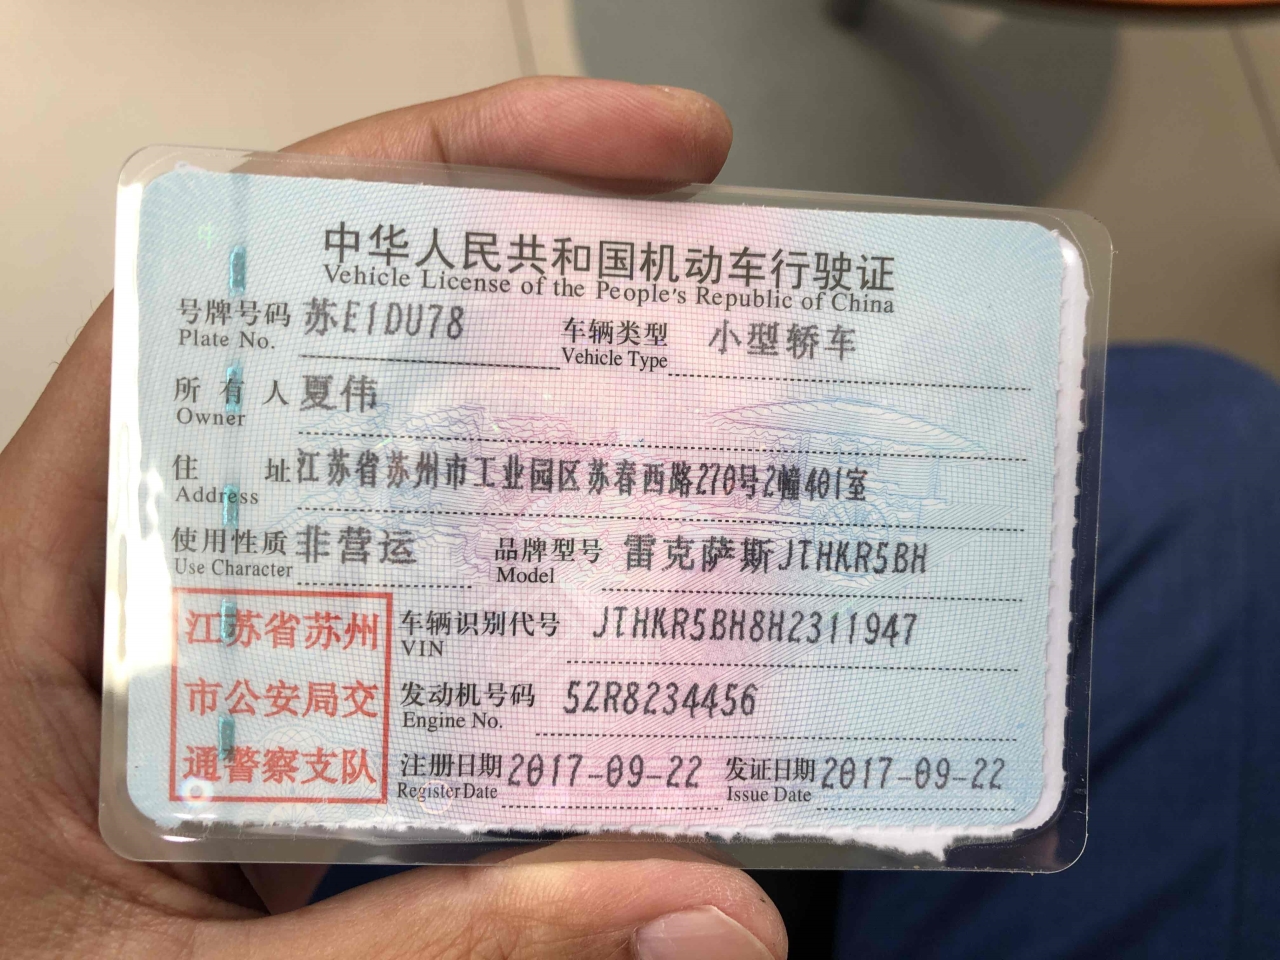 中华人民共和国机动车行驶证
Vehicle License of the People's Republic of China
号牌号码 苏E1DU78 车辆类型 小型轿车
Plate No. Vehicle Type
所有人 夏伟
Owner
住址 江苏省苏州市工业园区苏春西路270号2幢401室
Address
使用性质 非营运 品牌型号 雷克萨斯JTHKR5BH
Use Character Model
江苏省苏州 车辆识别代号 JTHKR5BH8H2311947
VIN
市公安局交 发动机号码 5ZR8234456
Engine No.
通警察支队 注册日期 2017-09-22 发证日期 2017-09-22
Register Date Issue Date